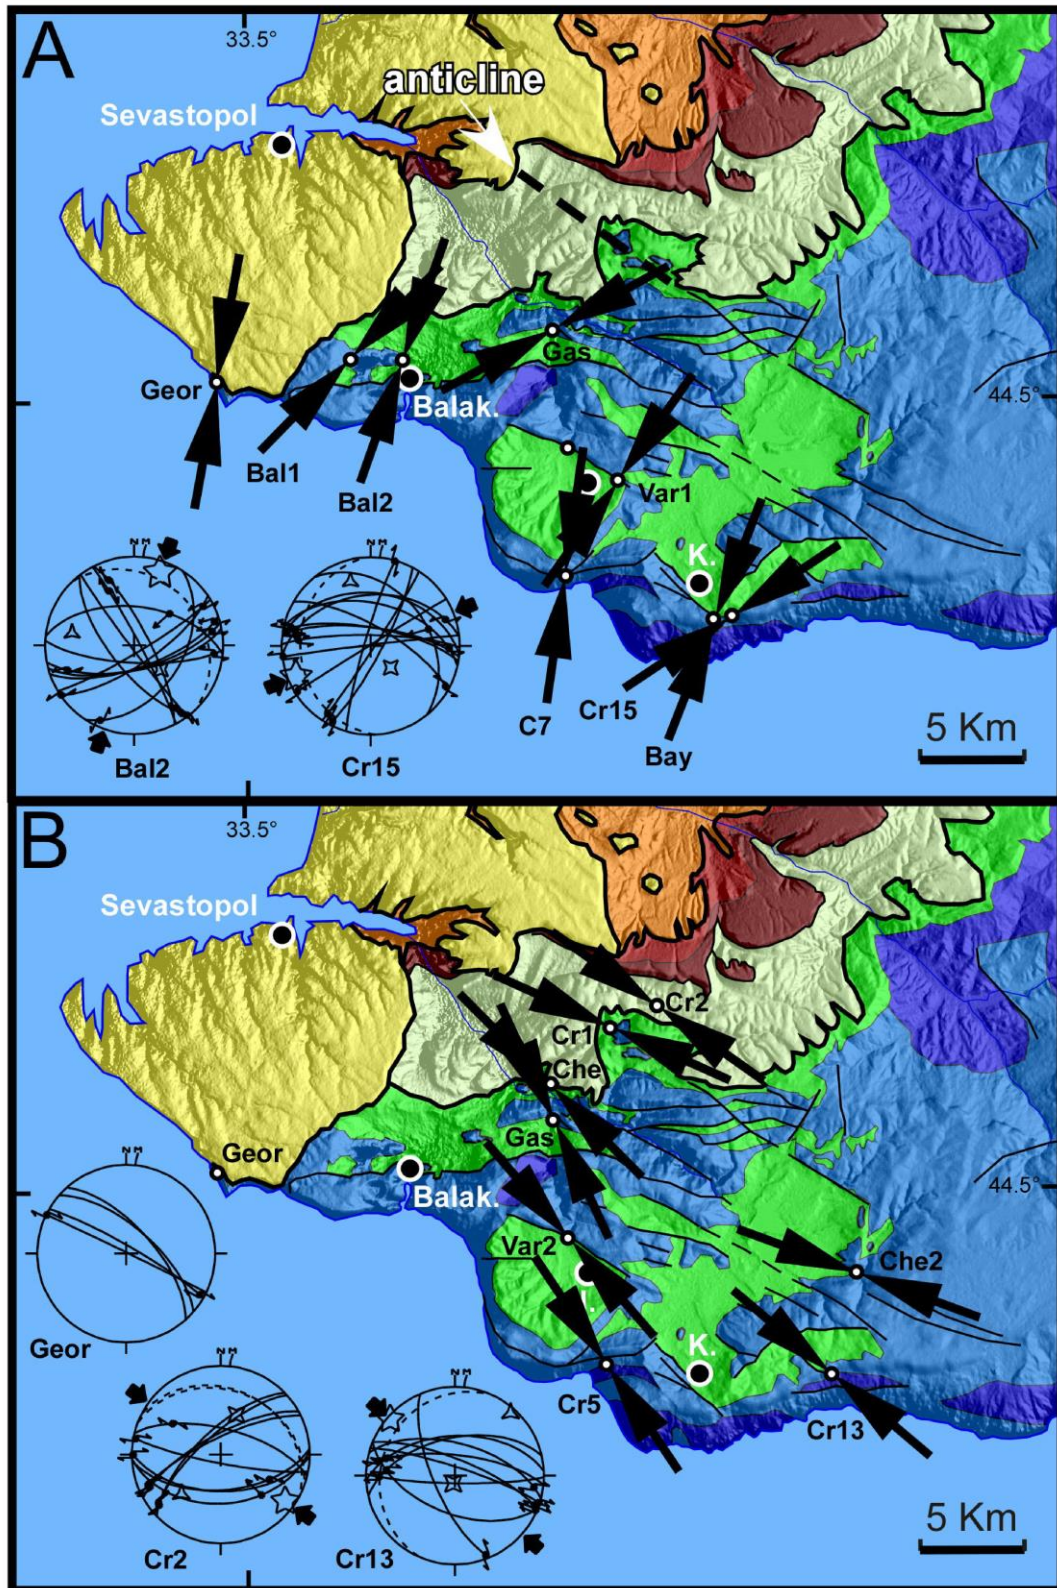 A
33.5°
anticline
Sevastopol
Geor
Gas
44.5°
Balak.
Bal1
Bal2
Var1
K.
N M
N M
C7
Cr15
Bay
5 Km
Bal2
Cr15
B
33.5°
Sevastopol
Cr2
Cr1
Che
Gas
Geor
Balak.
44.5°
N M
Var2
Che2
Geor
K.
N M
N M
Cr5
Cr13
Cr2
Cr13
5 Km